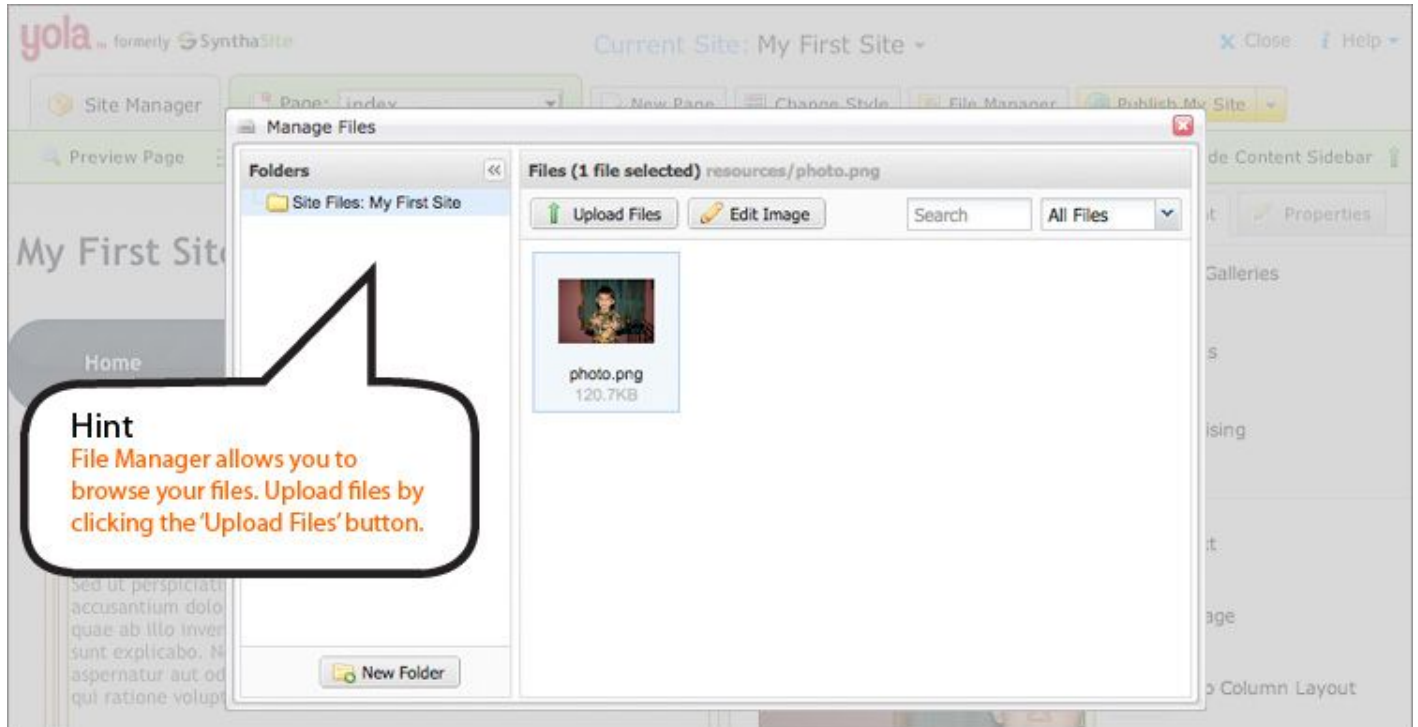 yola formerly SynthaSite
Current Site: My First Site
Close Help
Site Manager
Page: index
New Page Change Style File Manager Publish My Site
Manage Files
Preview Page
de Content Sidebar
Folders
Files (1 file selected) resources/photo.png
Site Files: My First Site
Upload Files Edit Image Search All Files
Properties
My First Site
Galleries
photo.png
120.7KB
Home
s
Hint
File Manager allows you to
browse your files. Upload files by
clicking the 'Upload Files' button.
ising
ct
Sed ut perspiciati
accusantium dolo
quae ab illo inver
sunt explicabo. N
aspernatur aut od
qui ratione volupt
age
New Folder
o Column Layout